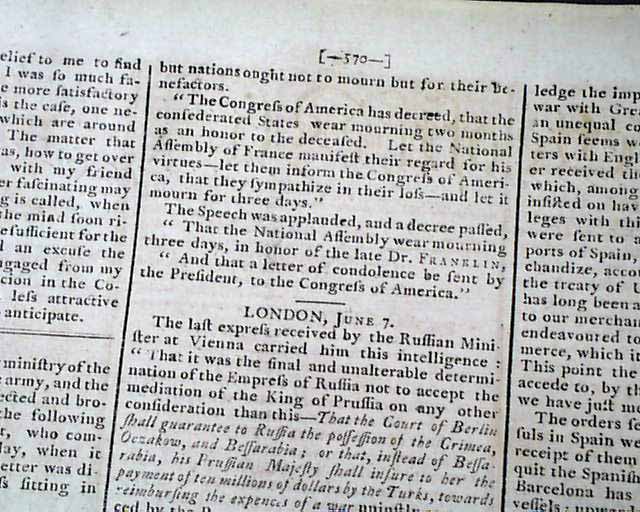 [—570—]
elief to me to find
I was so much fa-
e more satisfactory
is the case, one ne-
which are around
The matter that
as, how to get over
with my friend
er fascinating may
g is called, when
the mind soon ri-
e sufficient for the
d an excuse the
ngaged from my
cion in the Co-
less attractive
anticipate.
ministry of the
e army, and the
ected and bro-
the following
t, who com-
day, when it
etter was di-
s sitting in
but nations ought not to mourn but for their be-
nefactors.
"The Congress of America has decreed, that the
confederated States wear mourning two months
as an honor to the deceased. Let the National
Assembly of France manifest their regard for his
virtues—let them inform the Congress of Ameri-
ca, that they sympathize in their loss—and let it
mourn for three days."
The Speech was applauded, and a decree passed,
"That the National Assembly wear mourning
three days, in honor of the late Dr. FRANKLIN,
"And that a letter of condolence be sent by
the President, to the Congress of America."
LONDON, JUNE 7.
The last express received by the Russian Mini-
ster at Vienna carried him this intelligence:
"That it was the final and unalterable determi-
nation of the Empress of Russia not to accept the
mediation of the King of Prussia on any other
consideration than this—That the Court of Berlin
shall guarantee to Russia the possession of the Crimea,
Oczakow, and Bessarabia; or that, instead of Bessa-
rabia, his Prussian Majesty shall insure to her the
payment of ten millions of dollars by the Turks, towards
reimbursing the expences of a war
ced by the
ledge the imp
war with Grea
an unequal co
Spain seems w
ters with Engl
er received the
which, among
insisted on hav
leges with th
were sent to
ports of Spain,
chandize, acco
the treaty of U
has long been a
to our merchan
endeavoured to
merce, which it
This point the
accede to, by th
we have just m
The orders se
suls in Spain we
receipt of them
quit the Spanish
Barcelona has
vessels; upward